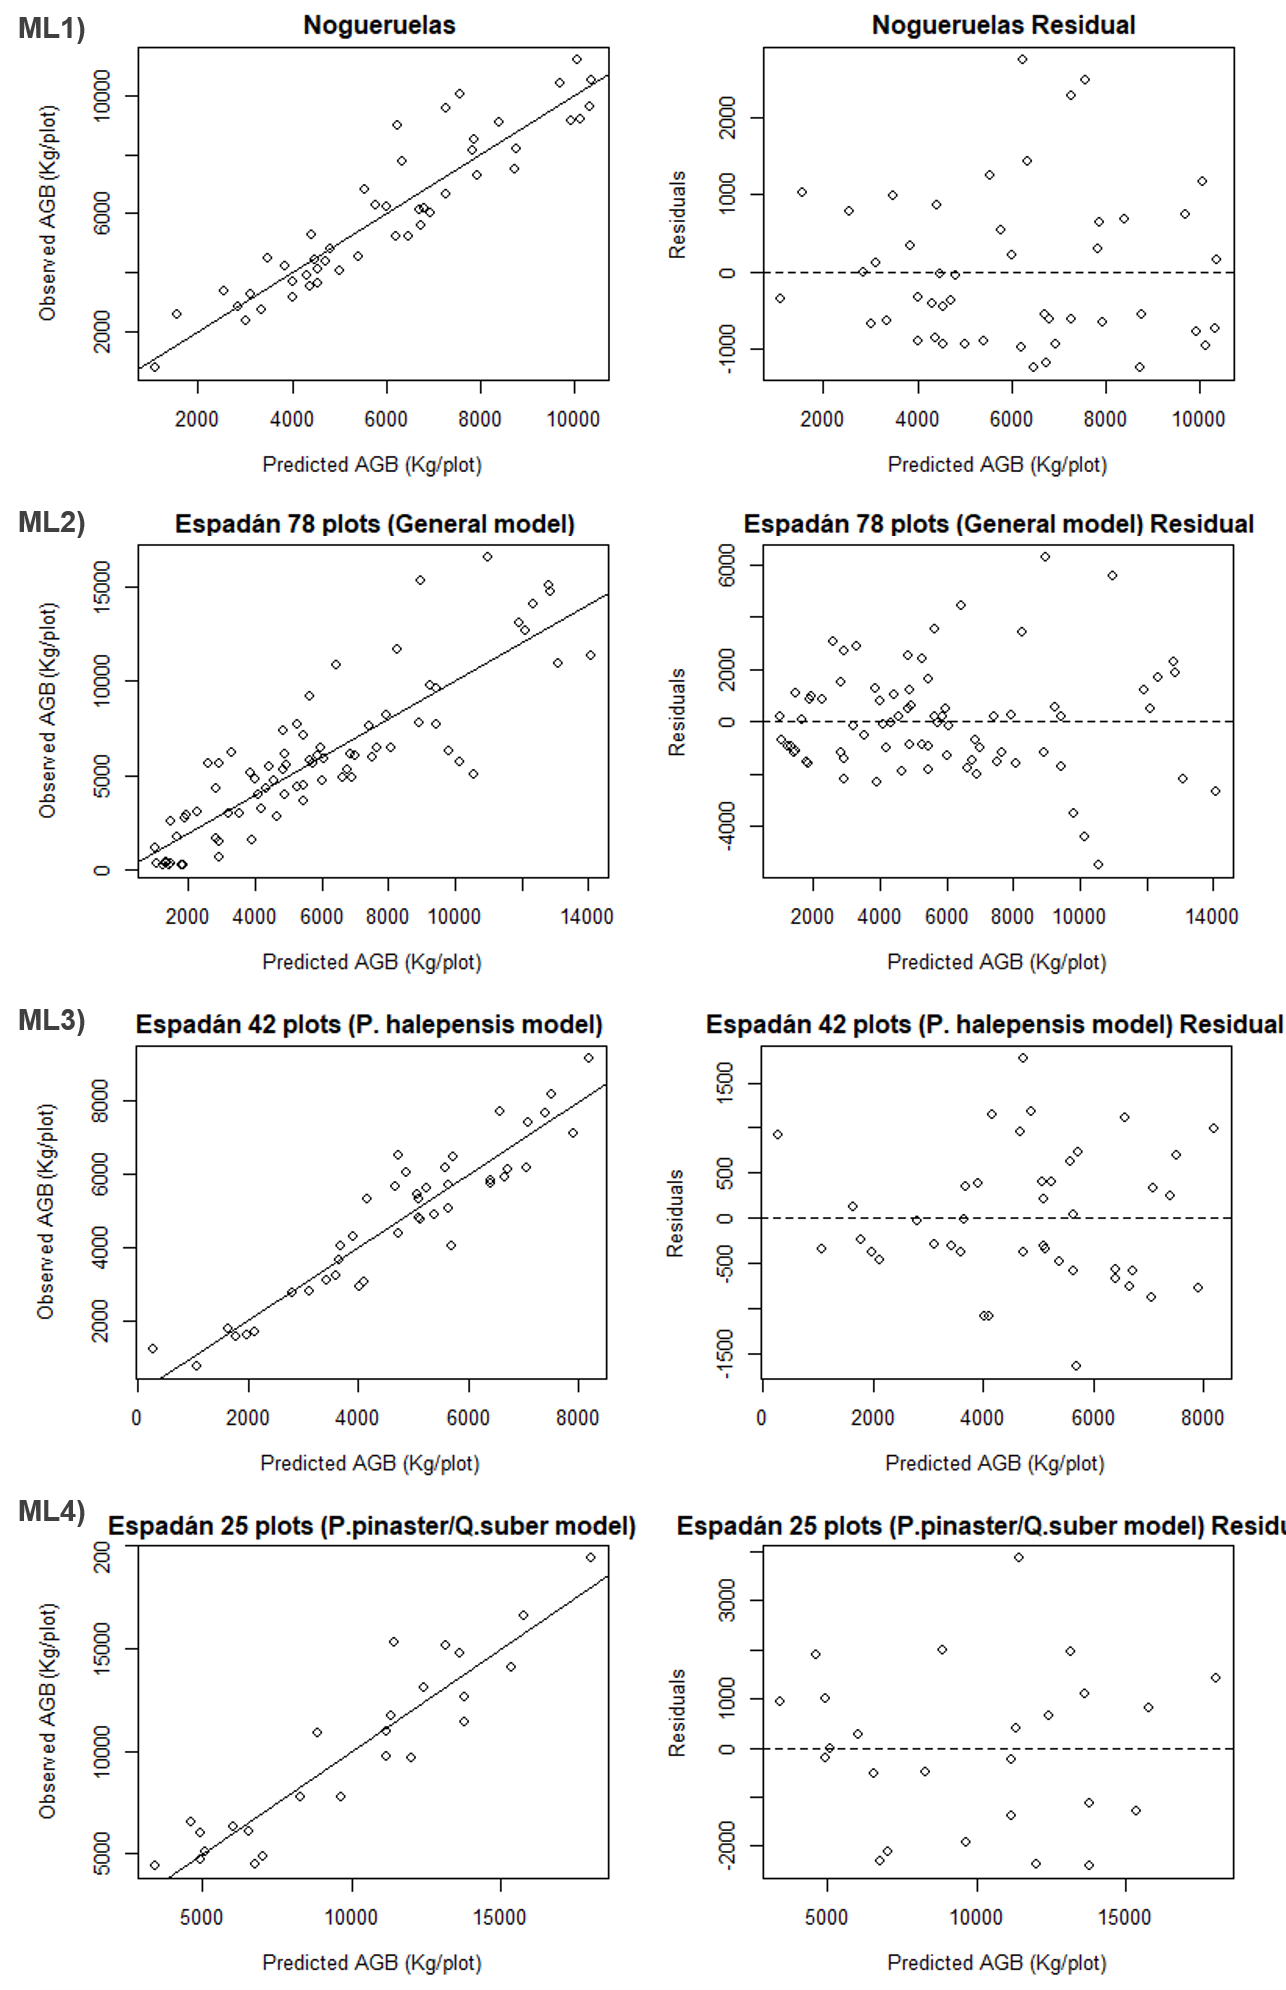 ML1)
Nogueruelas
Observed AGB (Kg/plot)
10000
6000
2000
2000 4000 6000 8000 10000
Predicted AGB (Kg/plot)
Nogueruelas Residual
Residuals
2000
1000
0
-1000
2000 4000 6000 8000 10000
Predicted AGB (Kg/plot)
ML2)
Espadán 78 plots (General model)
Observed AGB (Kg/plot)
15000
10000
5000
0
2000 4000 6000 8000 10000 14000
Predicted AGB (Kg/plot)
Espadán 78 plots (General model) Residual
Residuals
6000
2000
0
-4000
2000 4000 6000 8000 10000 14000
Predicted AGB (Kg/plot)
ML3)
Espadán 42 plots (P. halepensis model)
Observed AGB (Kg/plot)
8000
6000
4000
2000
0 2000 4000 6000 8000
Predicted AGB (Kg/plot)
Espadán 42 plots (P. halepensis model) Residual
Residuals
1500
500
0
-500
-1500
0 2000 4000 6000 8000
Predicted AGB (Kg/plot)
ML4)
Espadán 25 plots (P.pinaster/Q.suber model)
Observed AGB (Kg/plot)
200
15000
10000
5000
5000 10000 15000
Predicted AGB (Kg/plot)
Espadán 25 plots (P.pinaster/Q.suber model) Residu
Residuals
3000
1000
0
-2000
5000 10000 15000
Predicted AGB (Kg/plot)